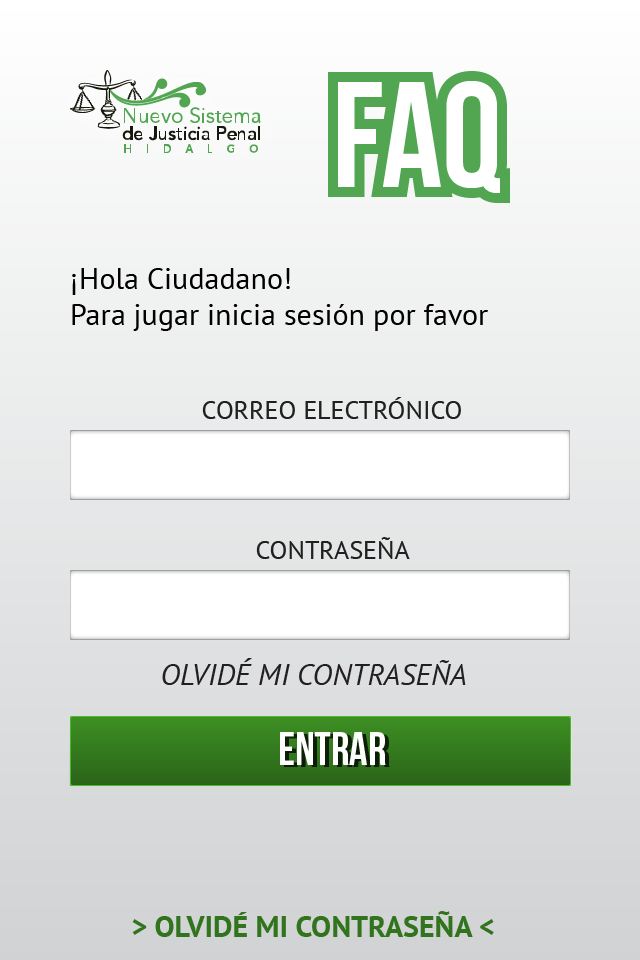 Nuevo Sistema
de Justicia Penal
HIDALGO
FAQ
¡Hola Ciudadano!
Para jugar inicia sesión por favor
CORREO ELECTRÓNICO
CONTRASEÑA
OLVIDÉ MI CONTRASEÑA
ENTRAR
> OLVIDÉ MI CONTRASEÑA <